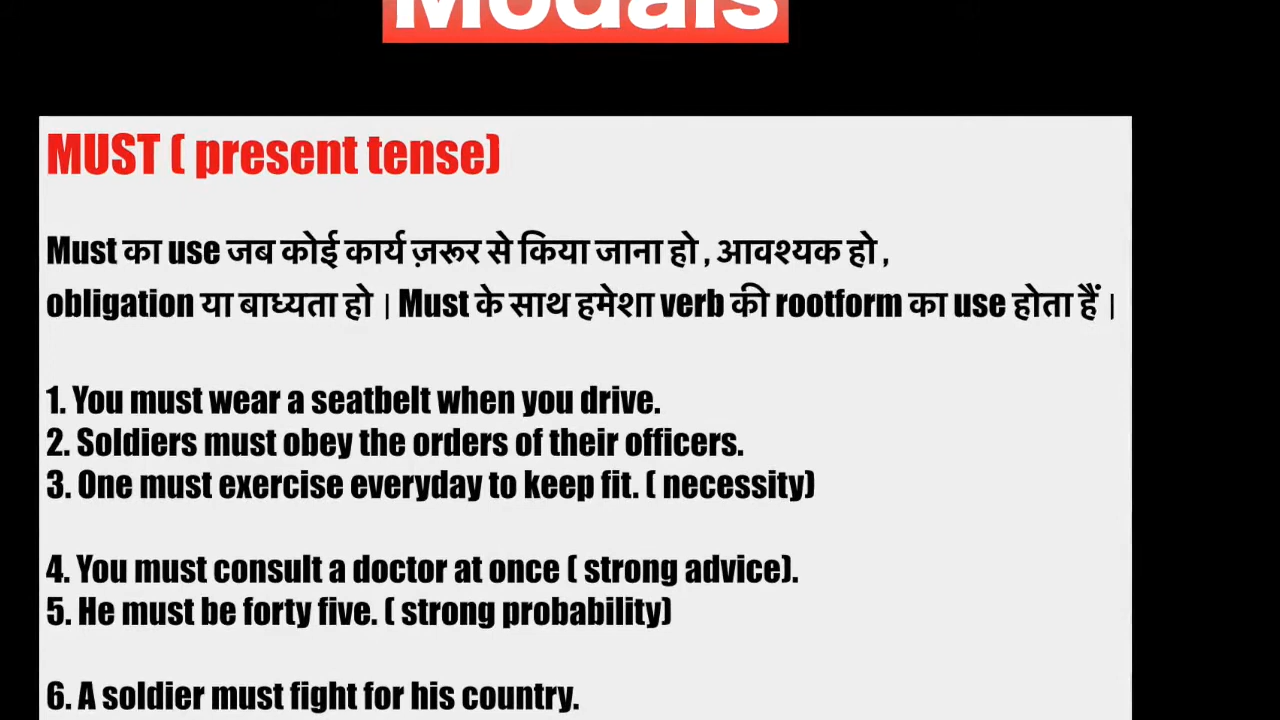 Modals
MUST ( present tense)
Must का use जब कोई कार्य ज़रूर से किया जाना हो , आवश्यक हो ,
obligation या बाध्यता हो | Must के साथ हमेशा verb की rootform का use होता हैं |
1. You must wear a seatbelt when you drive.
2. Soldiers must obey the orders of their officers.
3. One must exercise everyday to keep fit. ( necessity)
4. You must consult a doctor at once ( strong advice).
5. He must be forty five. ( strong probability)
6. A soldier must fight for his country.